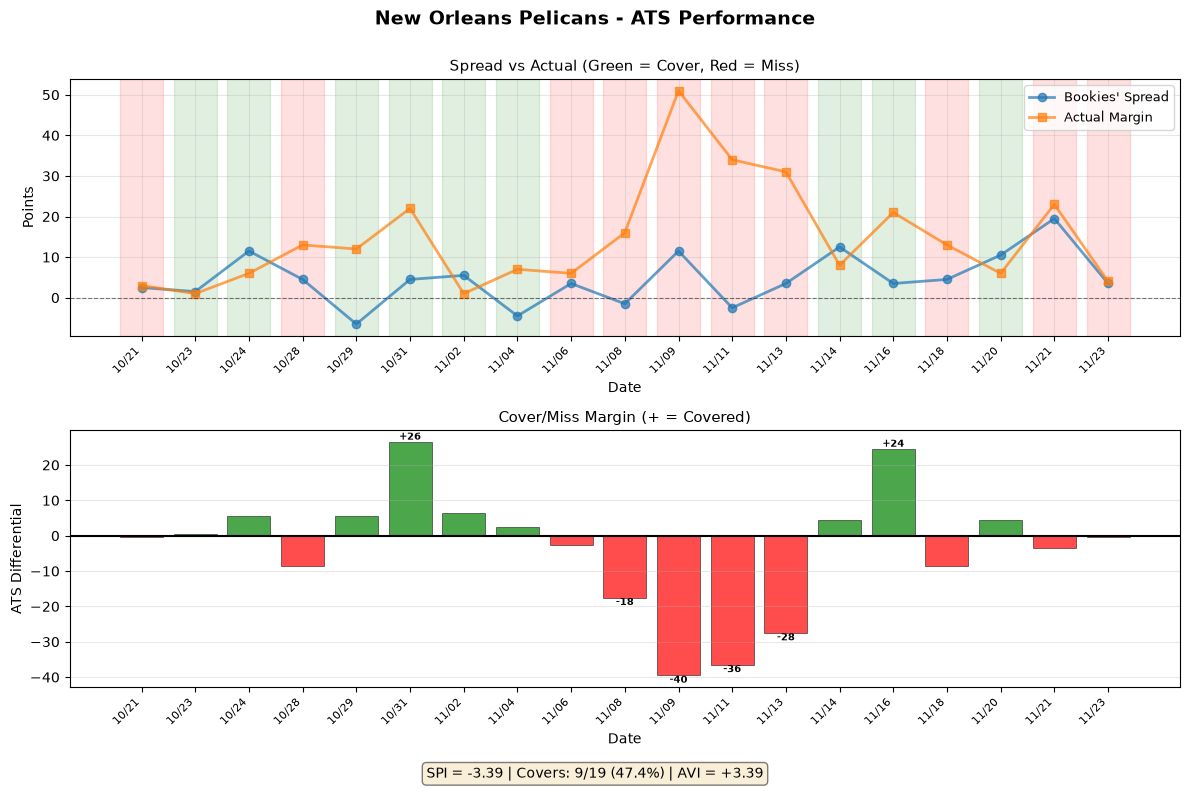 New Orleans Pelicans - ATS Performance
Spread vs Actual (Green = Cover, Red = Miss)
Points
50
40
30
20
10
0
Bookies' Spread
Actual Margin
10/21 10/23 10/24 10/28 10/29 10/31 11/02 11/04 11/06 11/08 11/09 11/11 11/13 11/14 11/16 11/18 11/20 11/21 11/23
Date
Cover/Miss Margin (+ = Covered)
ATS Differential
20
10
0
−10
−20
−30
−40
+26
-18
-40
-36
-28
+24
10/21 10/23 10/24 10/28 10/29 10/31 11/02 11/04 11/06 11/08 11/09 11/11 11/13 11/14 11/16 11/18 11/20 11/21 11/23
Date
SPI = -3.39 | Covers: 9/19 (47.4%) | AVI = +3.39